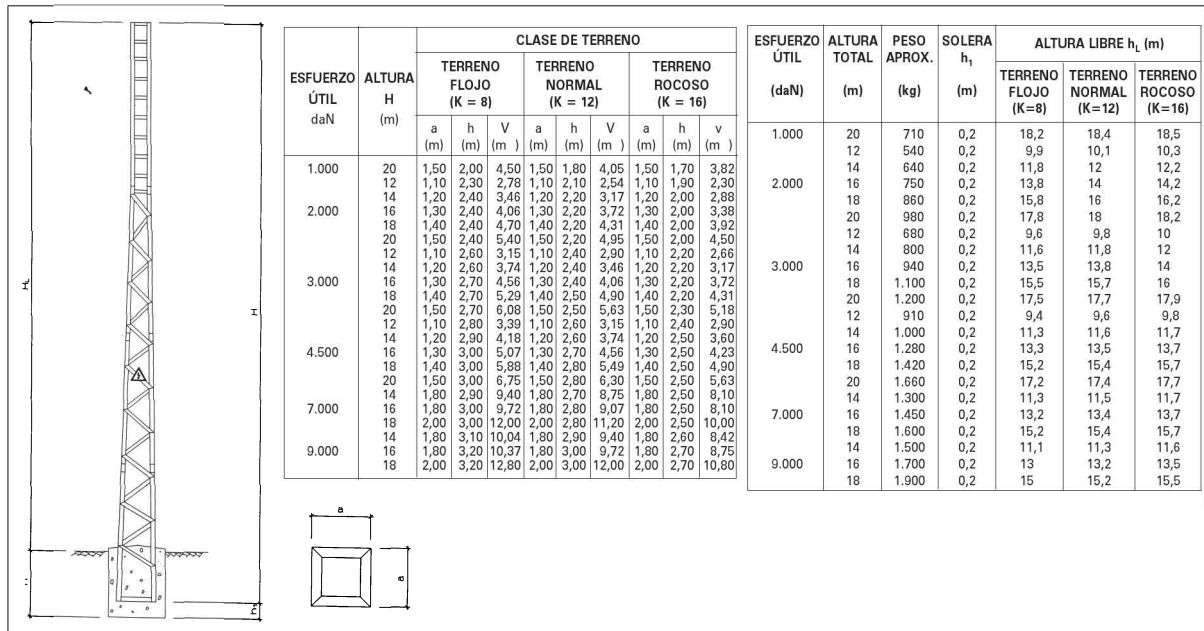 CLASE DE TERRENO
ESFUERZO ÚTIL daN
ALTURA H (m)
TERRENO FLOJO (K = 8)
TERRENO NORMAL (K = 12)
TERRENO ROCOSO (K = 16)
a (m) h (m) V (m ) a (m) h (m) V (m ) a (m) h (m) v (m )
1.000 20 1,50 2,00 4,50 1,50 1,80 4,05 1,50 1,70 3,82
12 1,10 2,30 2,78 1,10 2,10 2,54 1,10 1,90 2,30
14 1,20 2,40 3,46 1,20 2,20 3,17 1,20 2,00 2,88
2.000 16 1,30 2,40 4,06 1,30 2,20 3,72 1,30 2,00 3,38
18 1,40 2,40 4,70 1,40 2,20 4,31 1,40 2,00 3,92
20 1,50 2,40 5,40 1,50 2,20 4,95 1,50 2,00 4,50
12 1,10 2,60 3,15 1,10 2,40 2,90 1,10 2,20 2,66
14 1,20 2,60 3,74 1,20 2,40 3,46 1,20 2,20 3,17
3.000 16 1,30 2,70 4,56 1,30 2,40 4,06 1,30 2,20 3,72
18 1,40 2,70 5,29 1,40 2,50 4,90 1,40 2,20 4,31
20 1,50 2,70 6,08 1,50 2,50 5,63 1,50 2,30 5,18
12 1,10 2,80 3,39 1,10 2,60 3,15 1,10 2,40 2,90
14 1,20 2,90 4,18 1,20 2,60 3,74 1,20 2,50 3,60
4.500 16 1,30 3,00 5,07 1,30 2,70 4,56 1,30 2,50 4,23
18 1,40 3,00 5,88 1,40 2,80 5,49 1,40 2,50 4,90
20 1,50 3,00 6,75 1,50 2,80 6,30 1,50 2,50 5,63
14 1,80 2,90 9,40 1,80 2,70 8,75 1,80 2,50 8,10
7.000 16 1,80 3,00 9,72 1,80 2,80 9,07 1,80 2,50 8,10
18 2,00 3,00 12,00 2,00 2,80 11,20 2,00 2,50 10,00
14 1,80 3,10 10,04 1,80 2,90 9,40 1,80 2,60 8,42
9.000 16 1,80 3,20 10,37 1,80 3,00 9,72 1,80 2,70 8,75
18 2,00 3,20 12,80 2,00 3,00 12,00 2,00 2,70 10,80
ESFUERZO ÚTIL (daN)
ALTURA TOTAL (m)
PESO APROX. (kg)
SOLERA h1 (m)
ALTURA LIBRE hL (m)
TERRENO FLOJO (K=8)
TERRENO NORMAL (K=12)
TERRENO ROCOSO (K=16)
1.000 20 710 0,2 18,2 18,4 18,5
12 540 0,2 9,9 10,1 10,3
14 640 0,2 11,8 12 12,2
2.000 16 750 0,2 13,8 14 14,2
18 860 0,2 15,8 16 16,2
20 980 0,2 17,8 18 18,2
12 680 0,2 9,6 9,8 10
14 800 0,2 11,6 11,8 12
3.000 16 940 0,2 13,5 13,8 14
18 1.100 0,2 15,5 15,7 16
20 1.200 0,2 17,5 17,7 17,9
12 910 0,2 9,4 9,6 9,8
14 1.000 0,2 11,3 11,6 11,7
4.500 16 1.280 0,2 13,3 13,5 13,7
18 1.420 0,2 15,2 15,4 15,7
20 1.660 0,2 17,2 17,4 17,7
14 1.300 0,2 11,3 11,5 11,7
7.000 16 1.450 0,2 13,2 13,4 13,7
18 1.600 0,2 15,2 15,4 15,7
14 1.500 0,2 11,1 11,3 11,6
9.000 16 1.700 0,2 13 13,2 13,5
18 1.900 0,2 15 15,2 15,5
HL
H
h1
a
a